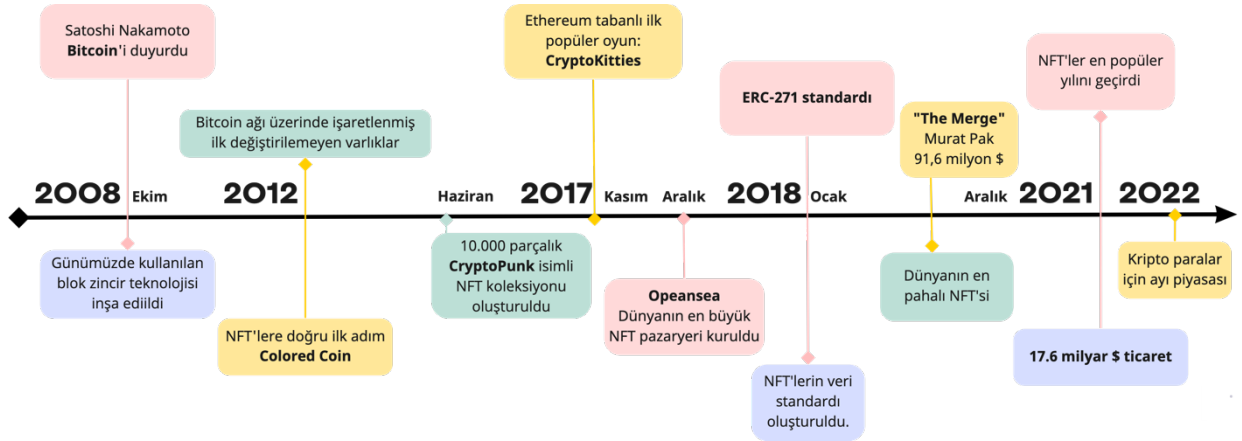 Satoshi Nakamoto
Bitcoin'i duyurdu
2008
Ekim
Günümüzde kullanılan
blok zincir teknolojisi
inşa ediildi
Bitcoin ağı üzerinde işaretlenmiş
ilk değiştirilemeyen varlıklar
2012
NFT'lere doğru ilk adım
Colored Coin
Haziran
10.000 parçalık
CryptoPunk isimli
NFT koleksiyonu
oluşturuldu
2017
Ethereum tabanlı ilk
popüler oyun:
CryptoKitties
Kasım
Aralık
Opeansea
Dünyanın en büyük
NFT pazaryeri kuruldu
2018
Ocak
ERC-271 standardı
NFT'lerin veri
standardı
oluşturuldu.
"The Merge"
Murat Pak
91,6 milyon $
Aralık
Dünyanın en
pahalı NFT'si
2021
NFT'ler en popüler
yılını geçirdi
17.6 milyar $ ticaret
2022
Kripto paralar
için ayı piyasası